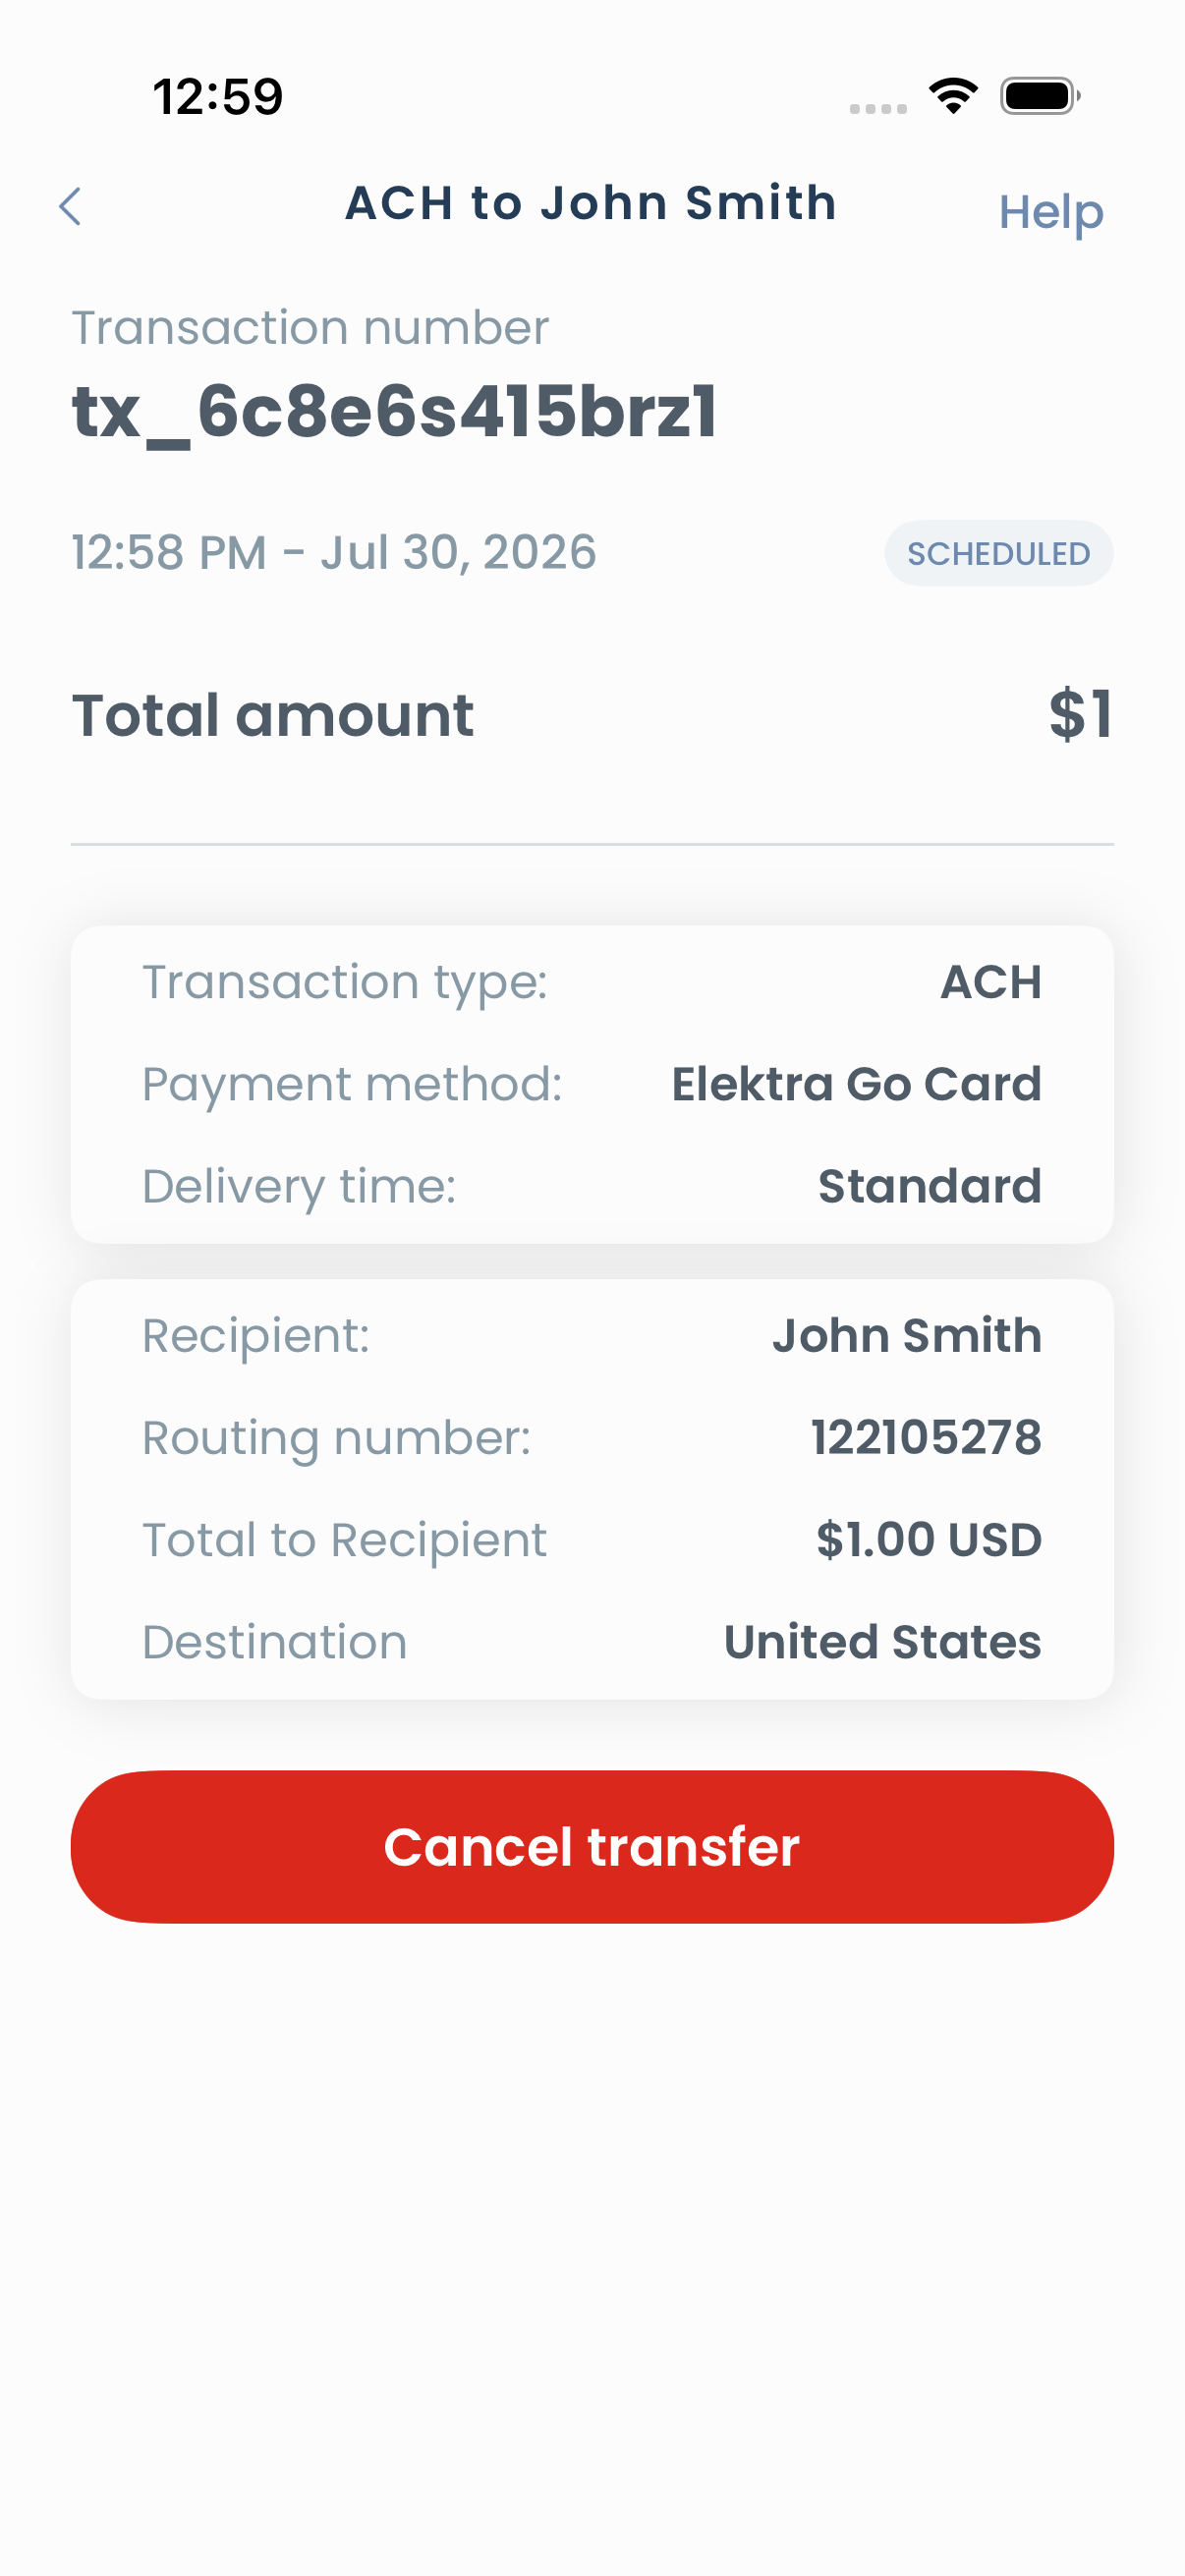 12:59
ACH to John Smith
Help
Transaction number
tx_6c8e6s415brz1
12:58 PM - Jul 30, 2026
SCHEDULED
Total amount
$1
Transaction type:
ACH
Payment method:
Elektra Go Card
Delivery time:
Standard
Recipient:
John Smith
Routing number:
122105278
Total to Recipient
$1.00 USD
Destination
United States
Cancel transfer